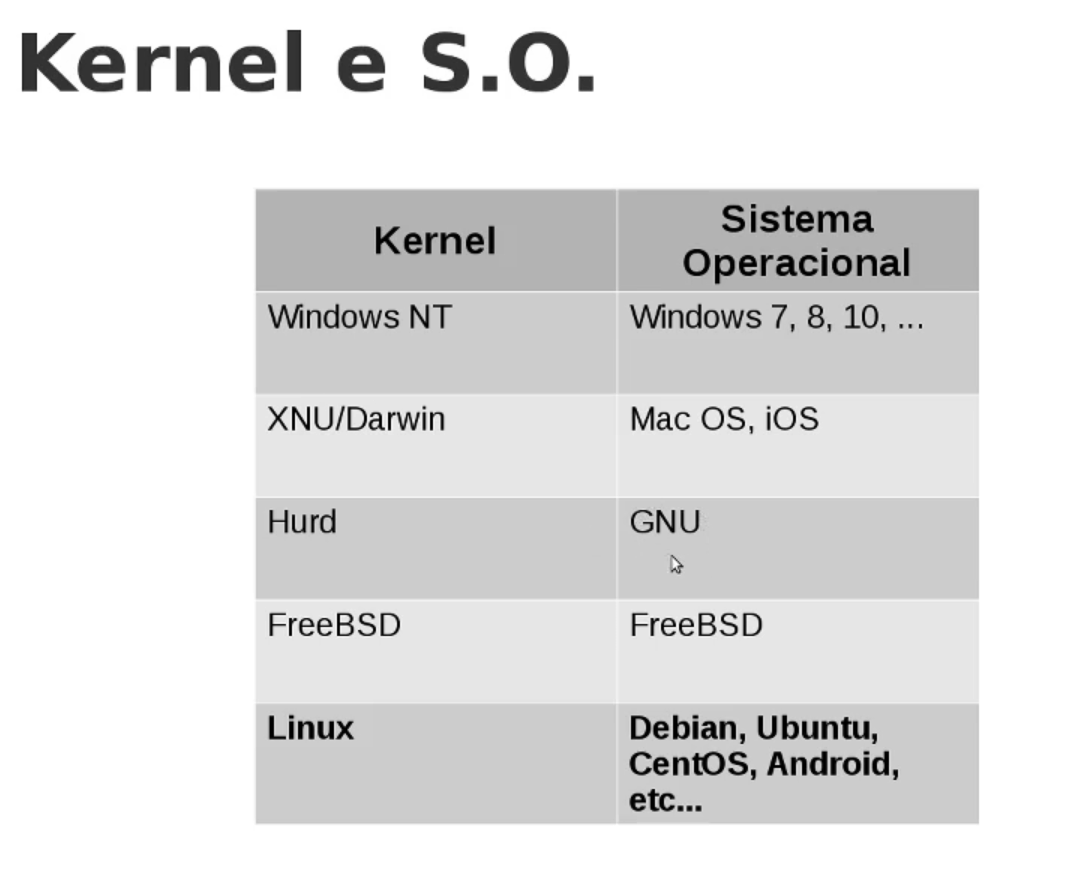 Kernel e S.O.
Kernel
Sistema
Operacional
Windows NT
Windows 7, 8, 10, ...
XNU/Darwin
Mac OS, iOS
Hurd
GNU
FreeBSD
FreeBSD
Linux
Debian, Ubuntu,
CentOS, Android,
etc...